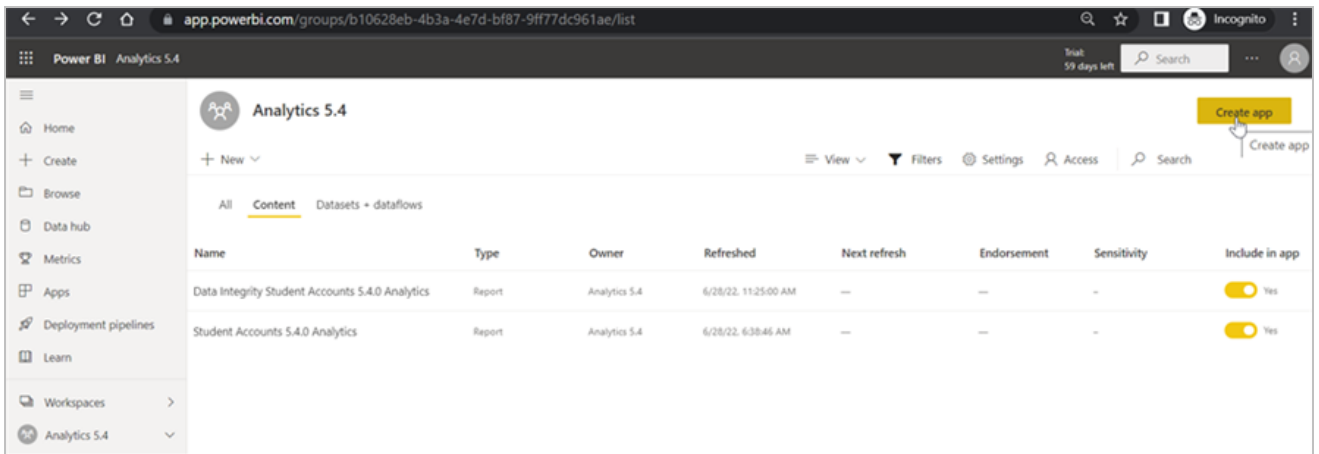 app.powerbi.com/groups/b10628eb-4b3a-4e7d-bf87-9ff77dc961ae/list
Incognito
Power BI Analytics 5.4
Trial:
59 days left
Search
Analytics 5.4
Create app
Create app
Home
Create
Browse
Data hub
Metrics
Apps
Deployment pipelines
Learn
Workspaces
Analytics 5.4
New
View
Filters
Settings
Access
Search
All Content Datasets + dataflows
Name Type Owner Refreshed Next refresh Endorsement Sensitivity Include in app
Data Integrity Student Accounts 5.4.0 Analytics Report Analytics 5.4 6/28/22, 11:25:00 AM — — – Yes
Student Accounts 5.4.0 Analytics Report Analytics 5.4 6/28/22, 6:38:46 AM — — – Yes